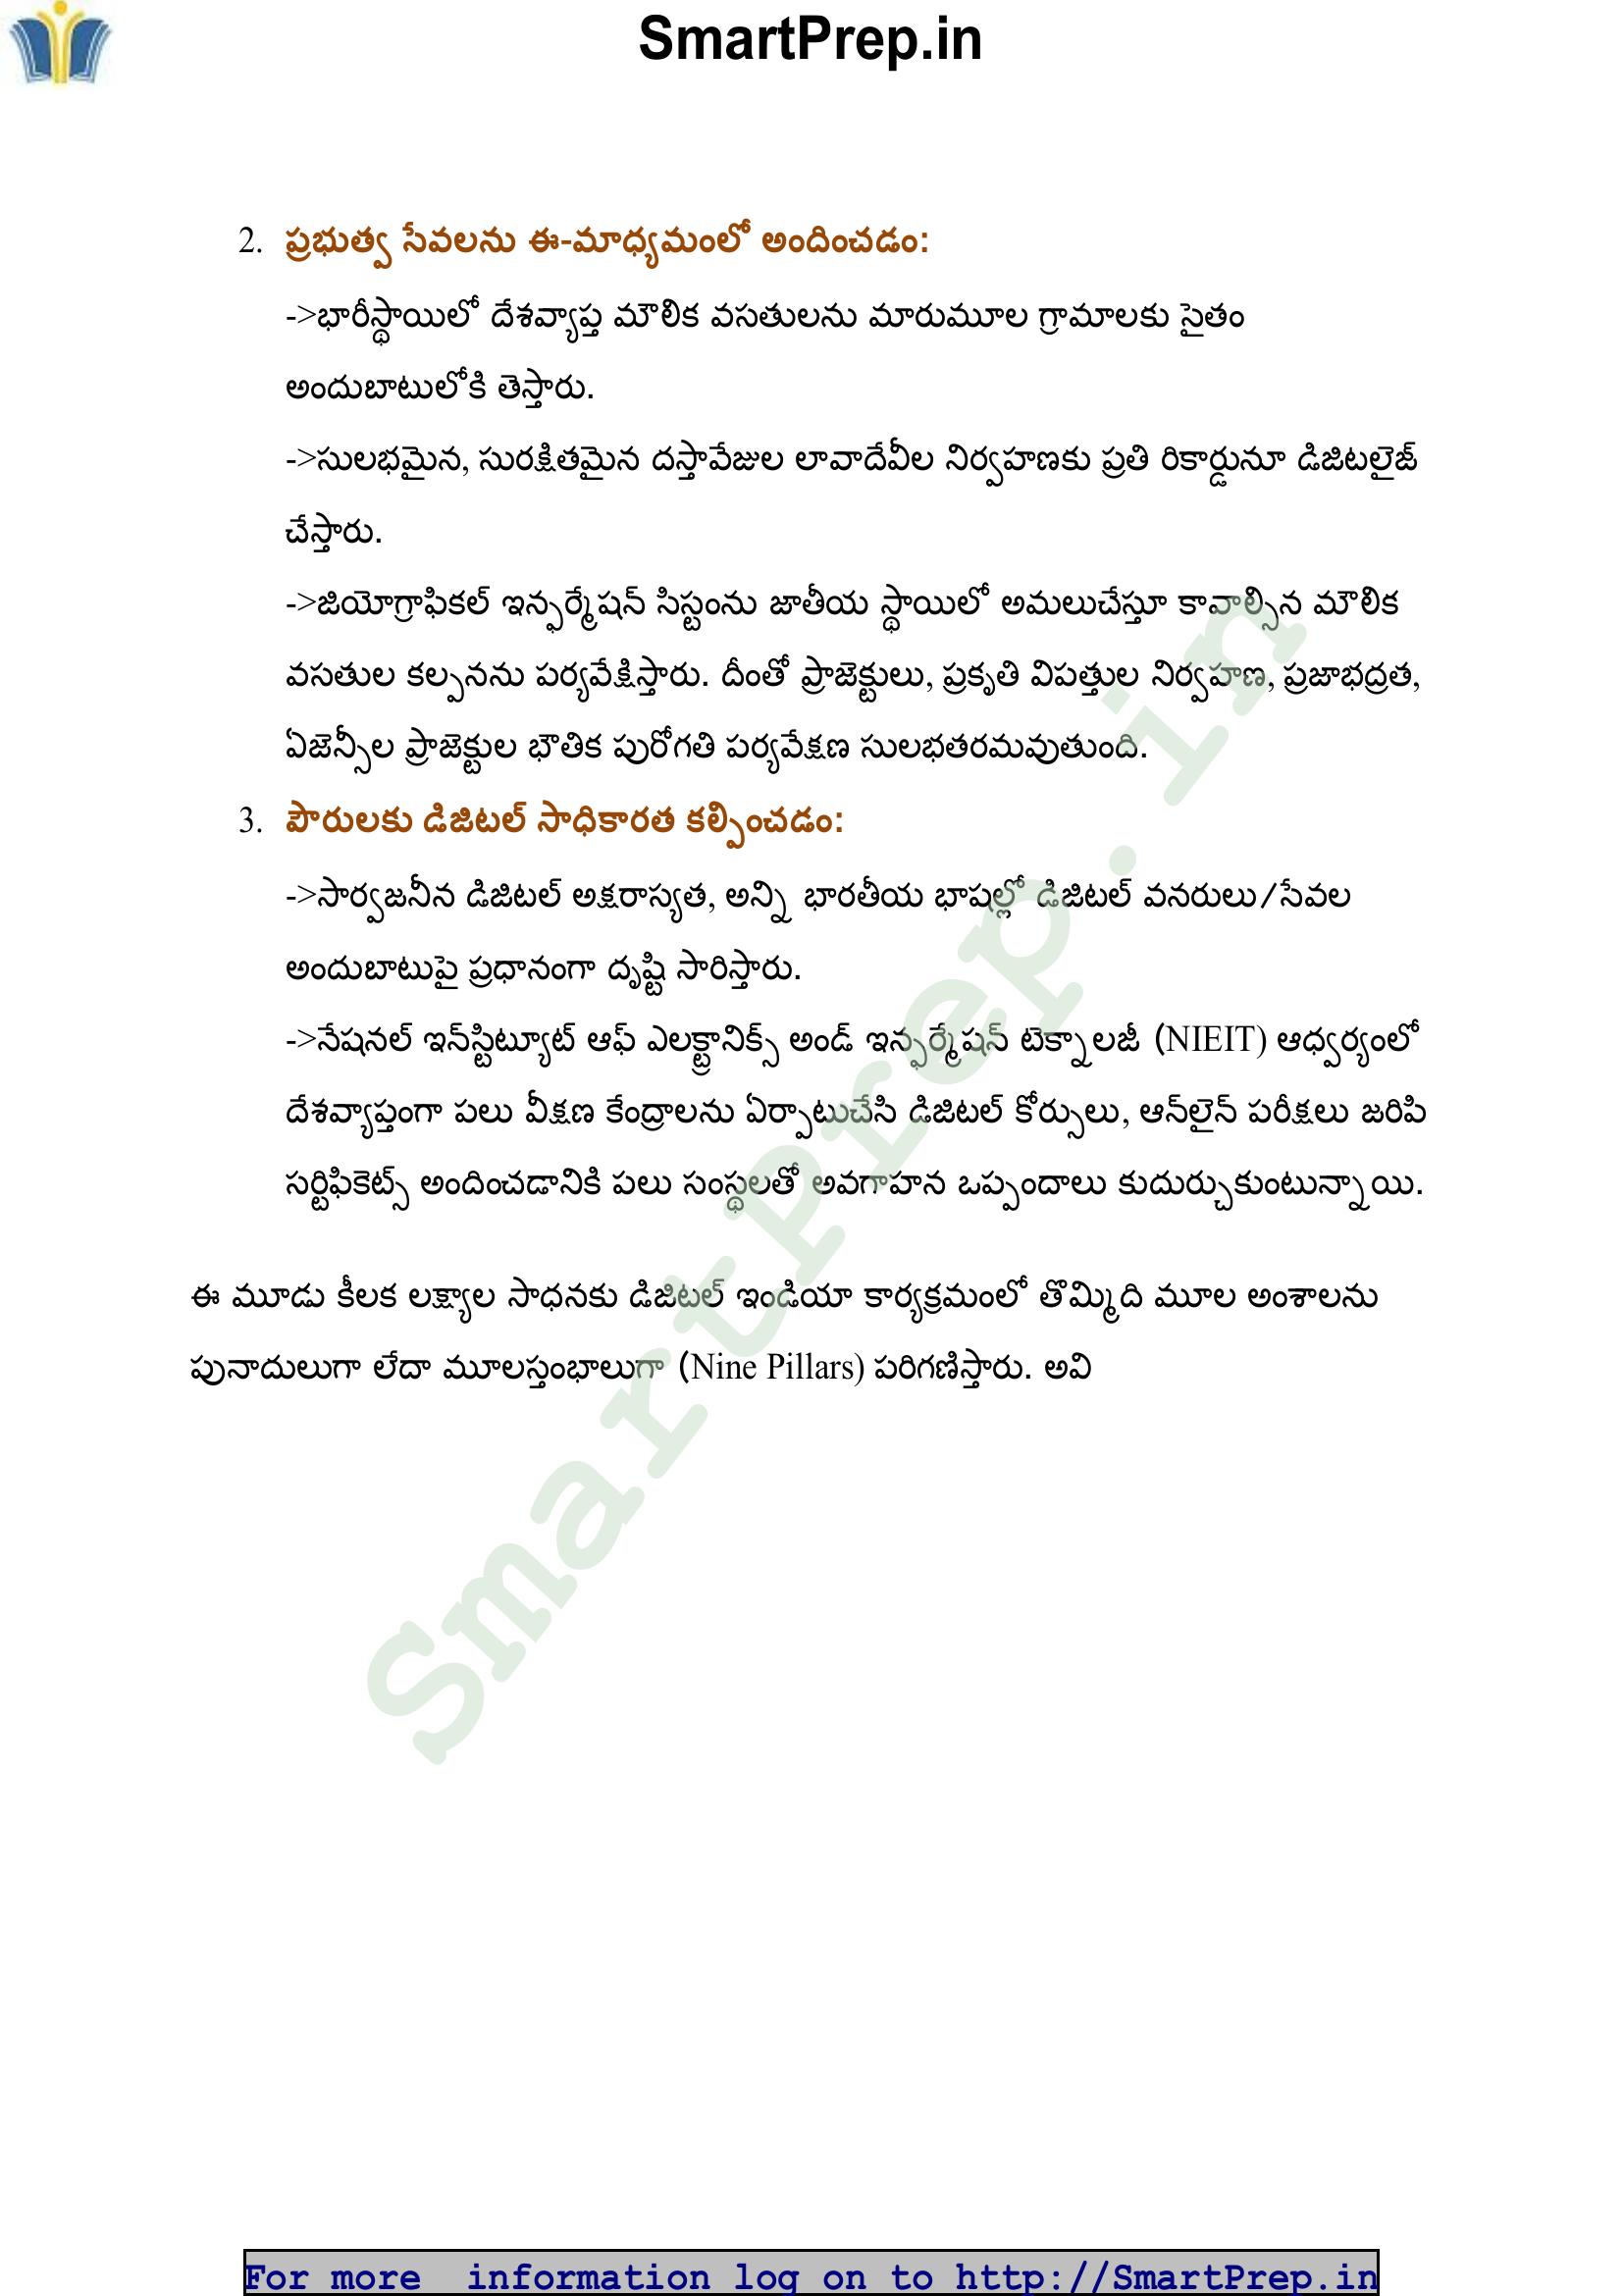 SmartPrep.in
2. ప్రభుత్వ సేవలను ఈ-మాధ్యమంలో అందించడం:
->భారీస్థాయిలో దేశవ్యాప్త మౌలిక వసతులను మారుమూల గ్రామాలకు సైతం
అందుబాటులోకి తెస్తారు.
->సులభమైన, సురక్షితమైన దస్తావేజుల లావాదేవీల నిర్వహణకు ప్రతి రికార్డునూ డిజిటలైజ్
చేస్తారు.
->జియోగ్రాఫికల్ ఇన్ఫర్మేషన్ సిస్టంను జాతీయ స్థాయిలో అమలుచేస్తూ కావాల్సిన మౌలిక
వసతుల కల్పనను పర్యవేక్షిస్తారు. దీంతో ప్రాజెక్టులు, ప్రకృతి విపత్తుల నిర్వహణ, ప్రజాభద్రత,
ఏజెన్సీల ప్రాజెక్టుల భౌతిక పురోగతి పర్యవేక్షణ సులభతరమవుతుంది.
3. పౌరులకు డిజిటల్ సాధికారత కల్పించడం:
->సార్వజనీన డిజిటల్ అక్షరాస్యత, అన్ని భారతీయ భాషల్లో డిజిటల్ వనరులు/సేవల
అందుబాటుపై ప్రధానంగా దృష్టి సారిస్తారు.
->నేషనల్ ఇన్‌స్టిట్యూట్ ఆఫ్ ఎలక్ట్రానిక్స్ అండ్ ఇన్ఫర్మేషన్ టెక్నాలజీ (NIEIT) ఆధ్వర్యంలో
దేశవ్యాప్తంగా పలు వీక్షణ కేంద్రాలను ఏర్పాటుచేసి డిజిటల్ కోర్సులు, ఆన్‌లైన్ పరీక్షలు జరిపి
సర్టిఫికెట్స్ అందించడానికి పలు సంస్థలతో అవగాహన ఒప్పందాలు కుదుర్చుకుంటున్నాయి.
ఈ మూడు కీలక లక్ష్యాల సాధనకు డిజిటల్ ఇండియా కార్యక్రమంలో తొమ్మిది మూల అంశాలను
పునాదులుగా లేదా మూలస్తంభాలుగా (Nine Pillars) పరిగణిస్తారు. అవి
SmartPrep.in
For more information log on to http://SmartPrep.in